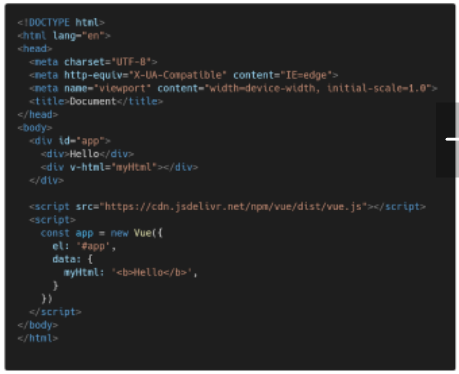 <!DOCTYPE html>
<html lang="en">
<head>
  <meta charset="UTF-8">
  <meta http-equiv="X-UA-Compatible" content="IE=edge">
  <meta name="viewport" content="width=device-width, initial-scale=1.0">
  <title>Document</title>
</head>
<body>
  <div id="app">
    <div>Hello</div>
    <div v-html="myHtml"></div>
  </div>

  <script src="https://cdn.jsdelivr.net/npm/vue/dist/vue.js"></script>
  <script>
    const app = new Vue({
      el: '#app',
      data: {
        myHtml: '<b>Hello</b>',
      }
    })
  </script>
</body>
</html>